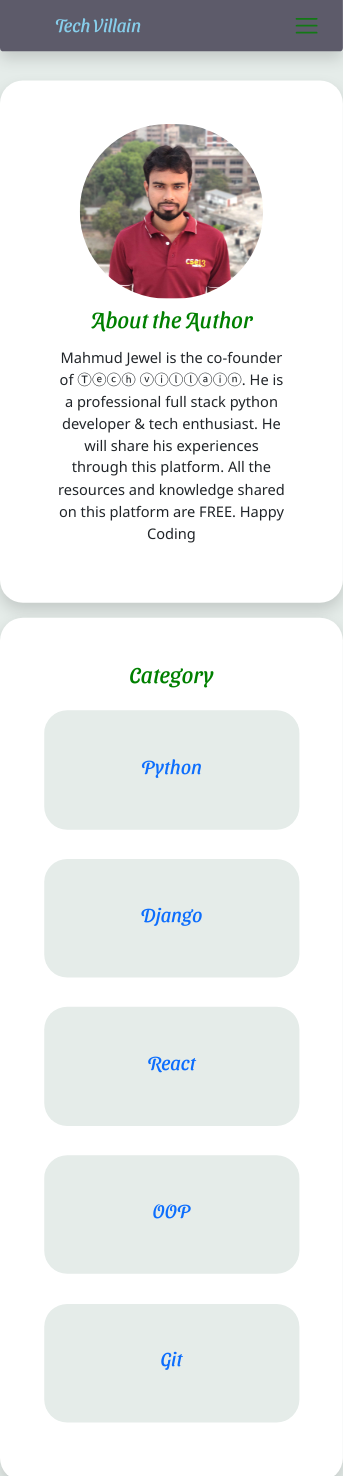 Tech Villain
About the Author
Mahmud Jewel is the co-founder
of Ⓣⓔⓒⓗ ⓥⓘⓛⓛⓐⓘⓝ. He is
a professional full stack python
developer & tech enthusiast. He
will share his experiences
through this platform. All the
resources and knowledge shared
on this platform are FREE. Happy
Coding
Category
Python
Django
React
OOP
Git